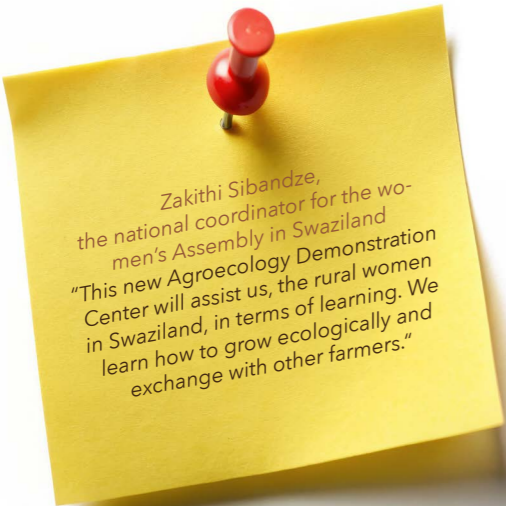 Zakithi Sibandze,
the national coordinator for the wo-
men's Assembly in Swaziland
“This new Agroecology Demonstration
Center will assist us, the rural women
in Swaziland, in terms of learning. We
learn how to grow ecologically and
exchange with other farmers.“